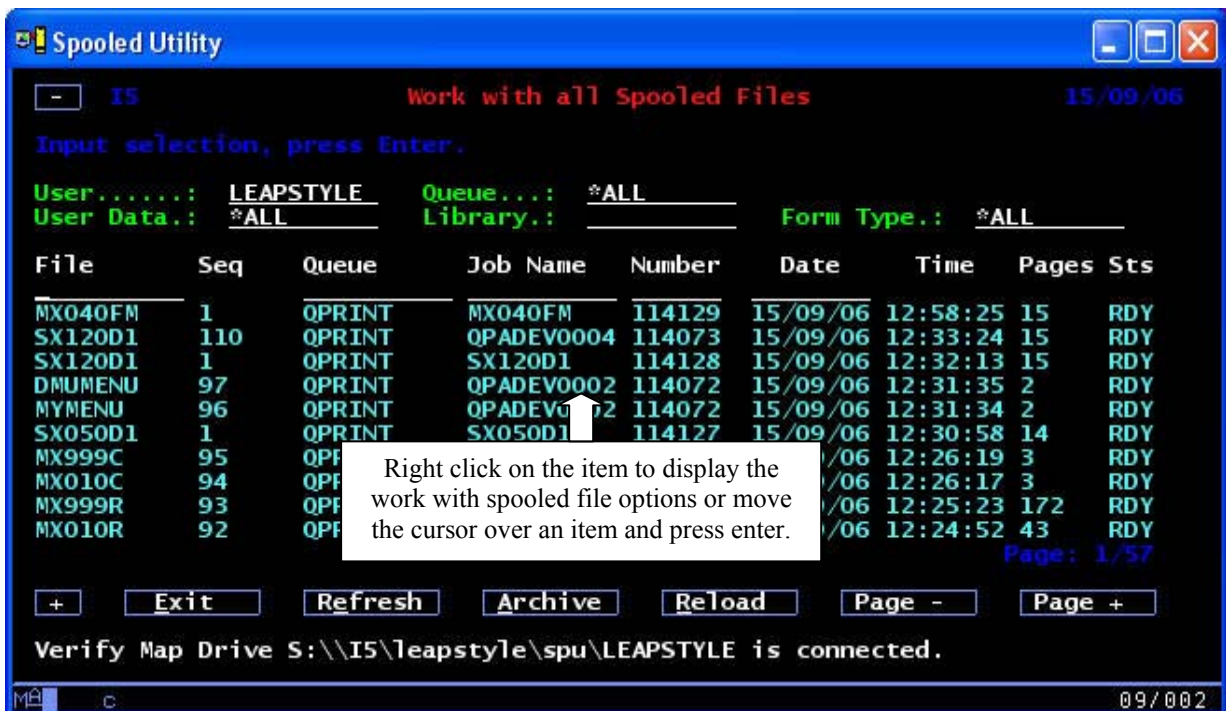 Spooled Utility
- I5 Work with all Spooled Files 15/09/06
Input selection, press Enter.
User......: LEAPSTYLE Queue...: *ALL
User Data.: *ALL Library.: Form Type.: *ALL
File Seq Queue Job Name Number Date Time Pages Sts
MX040FM 1 QPRINT MX040FM 114129 15/09/06 12:58:25 15 RDY
SX120D1 110 QPRINT QPADEV0004 114073 15/09/06 12:33:24 15 RDY
SX120D1 1 QPRINT SX120D1 114128 15/09/06 12:32:13 15 RDY
DMUMENU 97 QPRINT QPADEV0002 114072 15/09/06 12:31:35 2 RDY
MYMENU 96 QPRINT 114072 15/09/06 12:31:34 2 RDY
SX050D1 1 QPRINT SX050D1 114127 15/09/06 12:30:58 14 RDY
MX999C 95 /06 12:26:19 3 RDY
MX010C 94 /06 12:26:17 3 RDY
MX999R 93 /06 12:25:23 172 RDY
MX010R 92 /06 12:24:52 43 RDY
Right click on the item to display the
work with spooled file options or move
the cursor over an item and press enter.
Page: 1/57
+ Exit Refresh Archive Reload Page - Page +
Verify Map Drive S:\\I5\leapstyle\spu\LEAPSTYLE is connected.
MA c 09/002